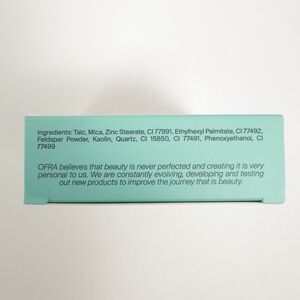 Ingredients: Talc, Mica, Zinc Stearate, CI 77891, Ethylhexyl Palmitate, CI 77492,
Feldspar Powder, Kaolin, Quartz, CI 15850, CI 77491, Phenoxyethanol, CI
77499
OFRA believes that beauty is never perfected and creating it is very
personal to us. We are constantly evolving, developing and testing
out new products to improve the journey that is beauty.